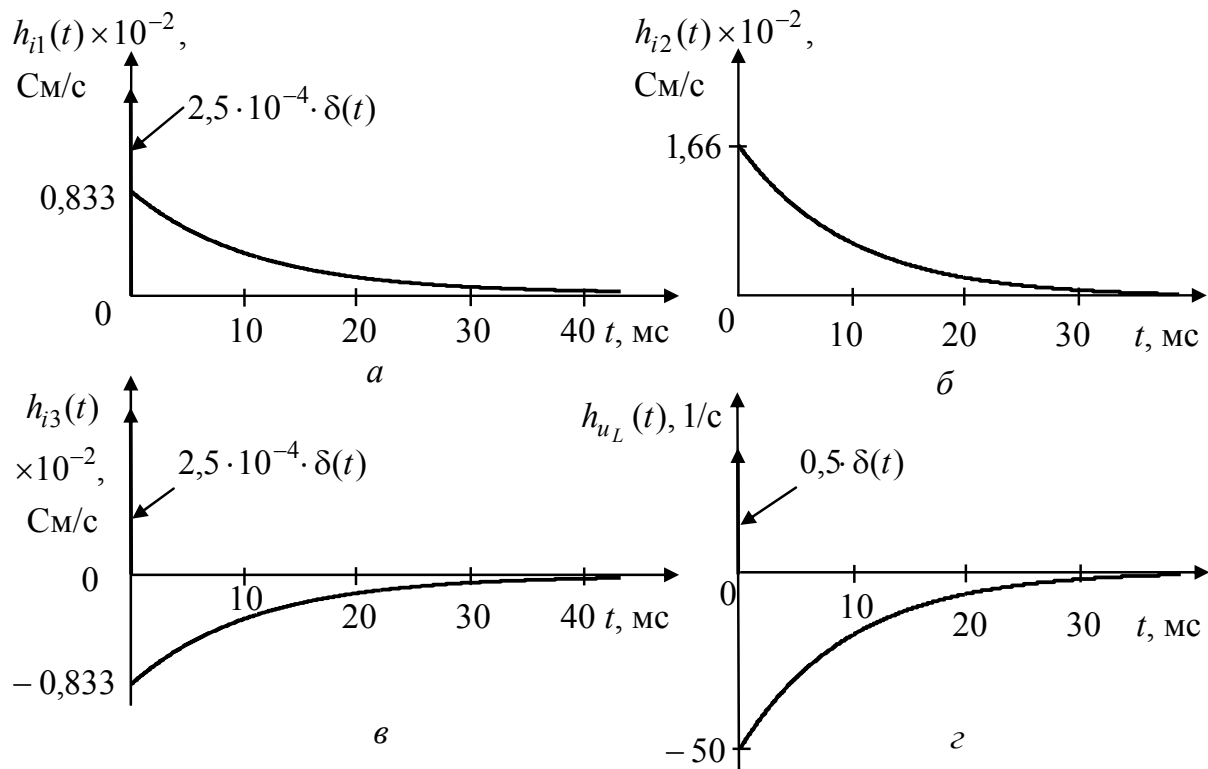 h_{i1}(t)×10^{–2},
См/с
2,5·10^{–4}·δ(t)
0,833
0
10
20
30
40 t, мс
а
h_{i2}(t)×10^{–2},
См/с
1,66
0
10
20
30
t, мс
б
h_{i3}(t)
×10^{–2},
См/с
2,5·10^{–4}·δ(t)
0
10
20
30
40 t, мс
– 0,833
в
h_{u_L}(t), 1/с
0,5·δ(t)
0
10
20
30
t, мс
– 50
г